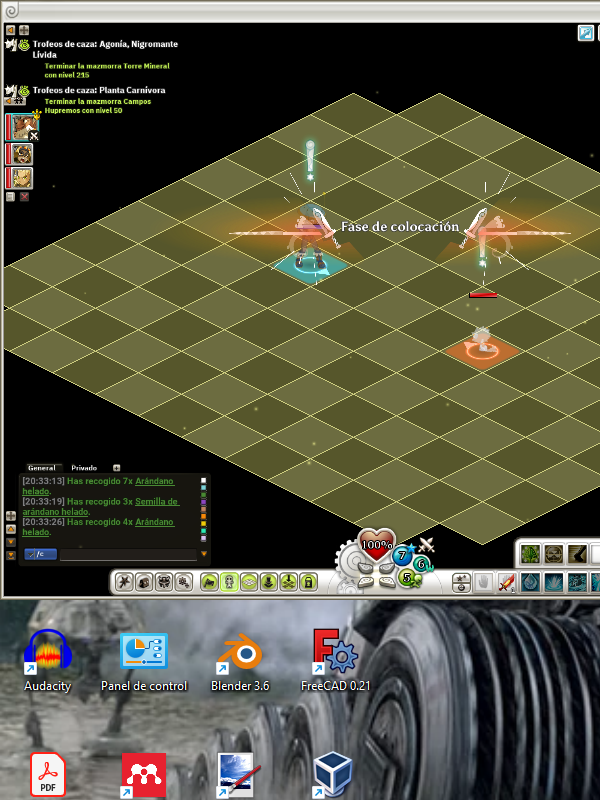 Trofeos de caza: Agonía, Nigromante
Lívida
Terminar la mazmorra Torre Mineral
con nivel 215
Trofeos de caza: Planta Carnívora
Terminar la mazmorra Campos
Hupremos con nivel 50
Fase de colocación
General Privado
[20:33:13] Has recogido 7x Arándano
helado.
[20:33:19] Has recogido 3x Semilla de
arándano helado.
[20:33:26] Has recogido 4x Arándano
helado.
/c
100%
7
6
5
Audacity
Panel de control
Blender 3.6
FreeCAD 0.21
PDF